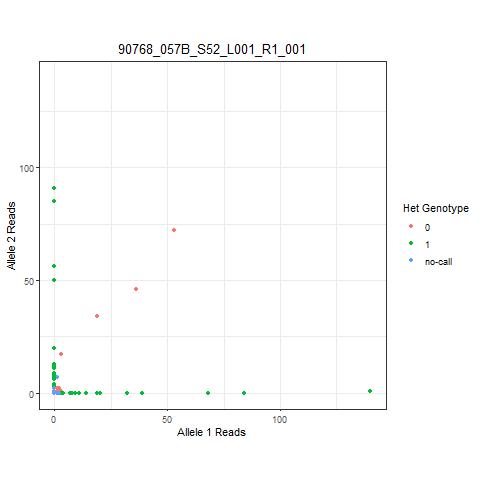 90768_057B_S52_L001_R1_001
Allele 2 Reads
100
50
0
0
50
100
Allele 1 Reads
Het Genotype
0
1
no-call